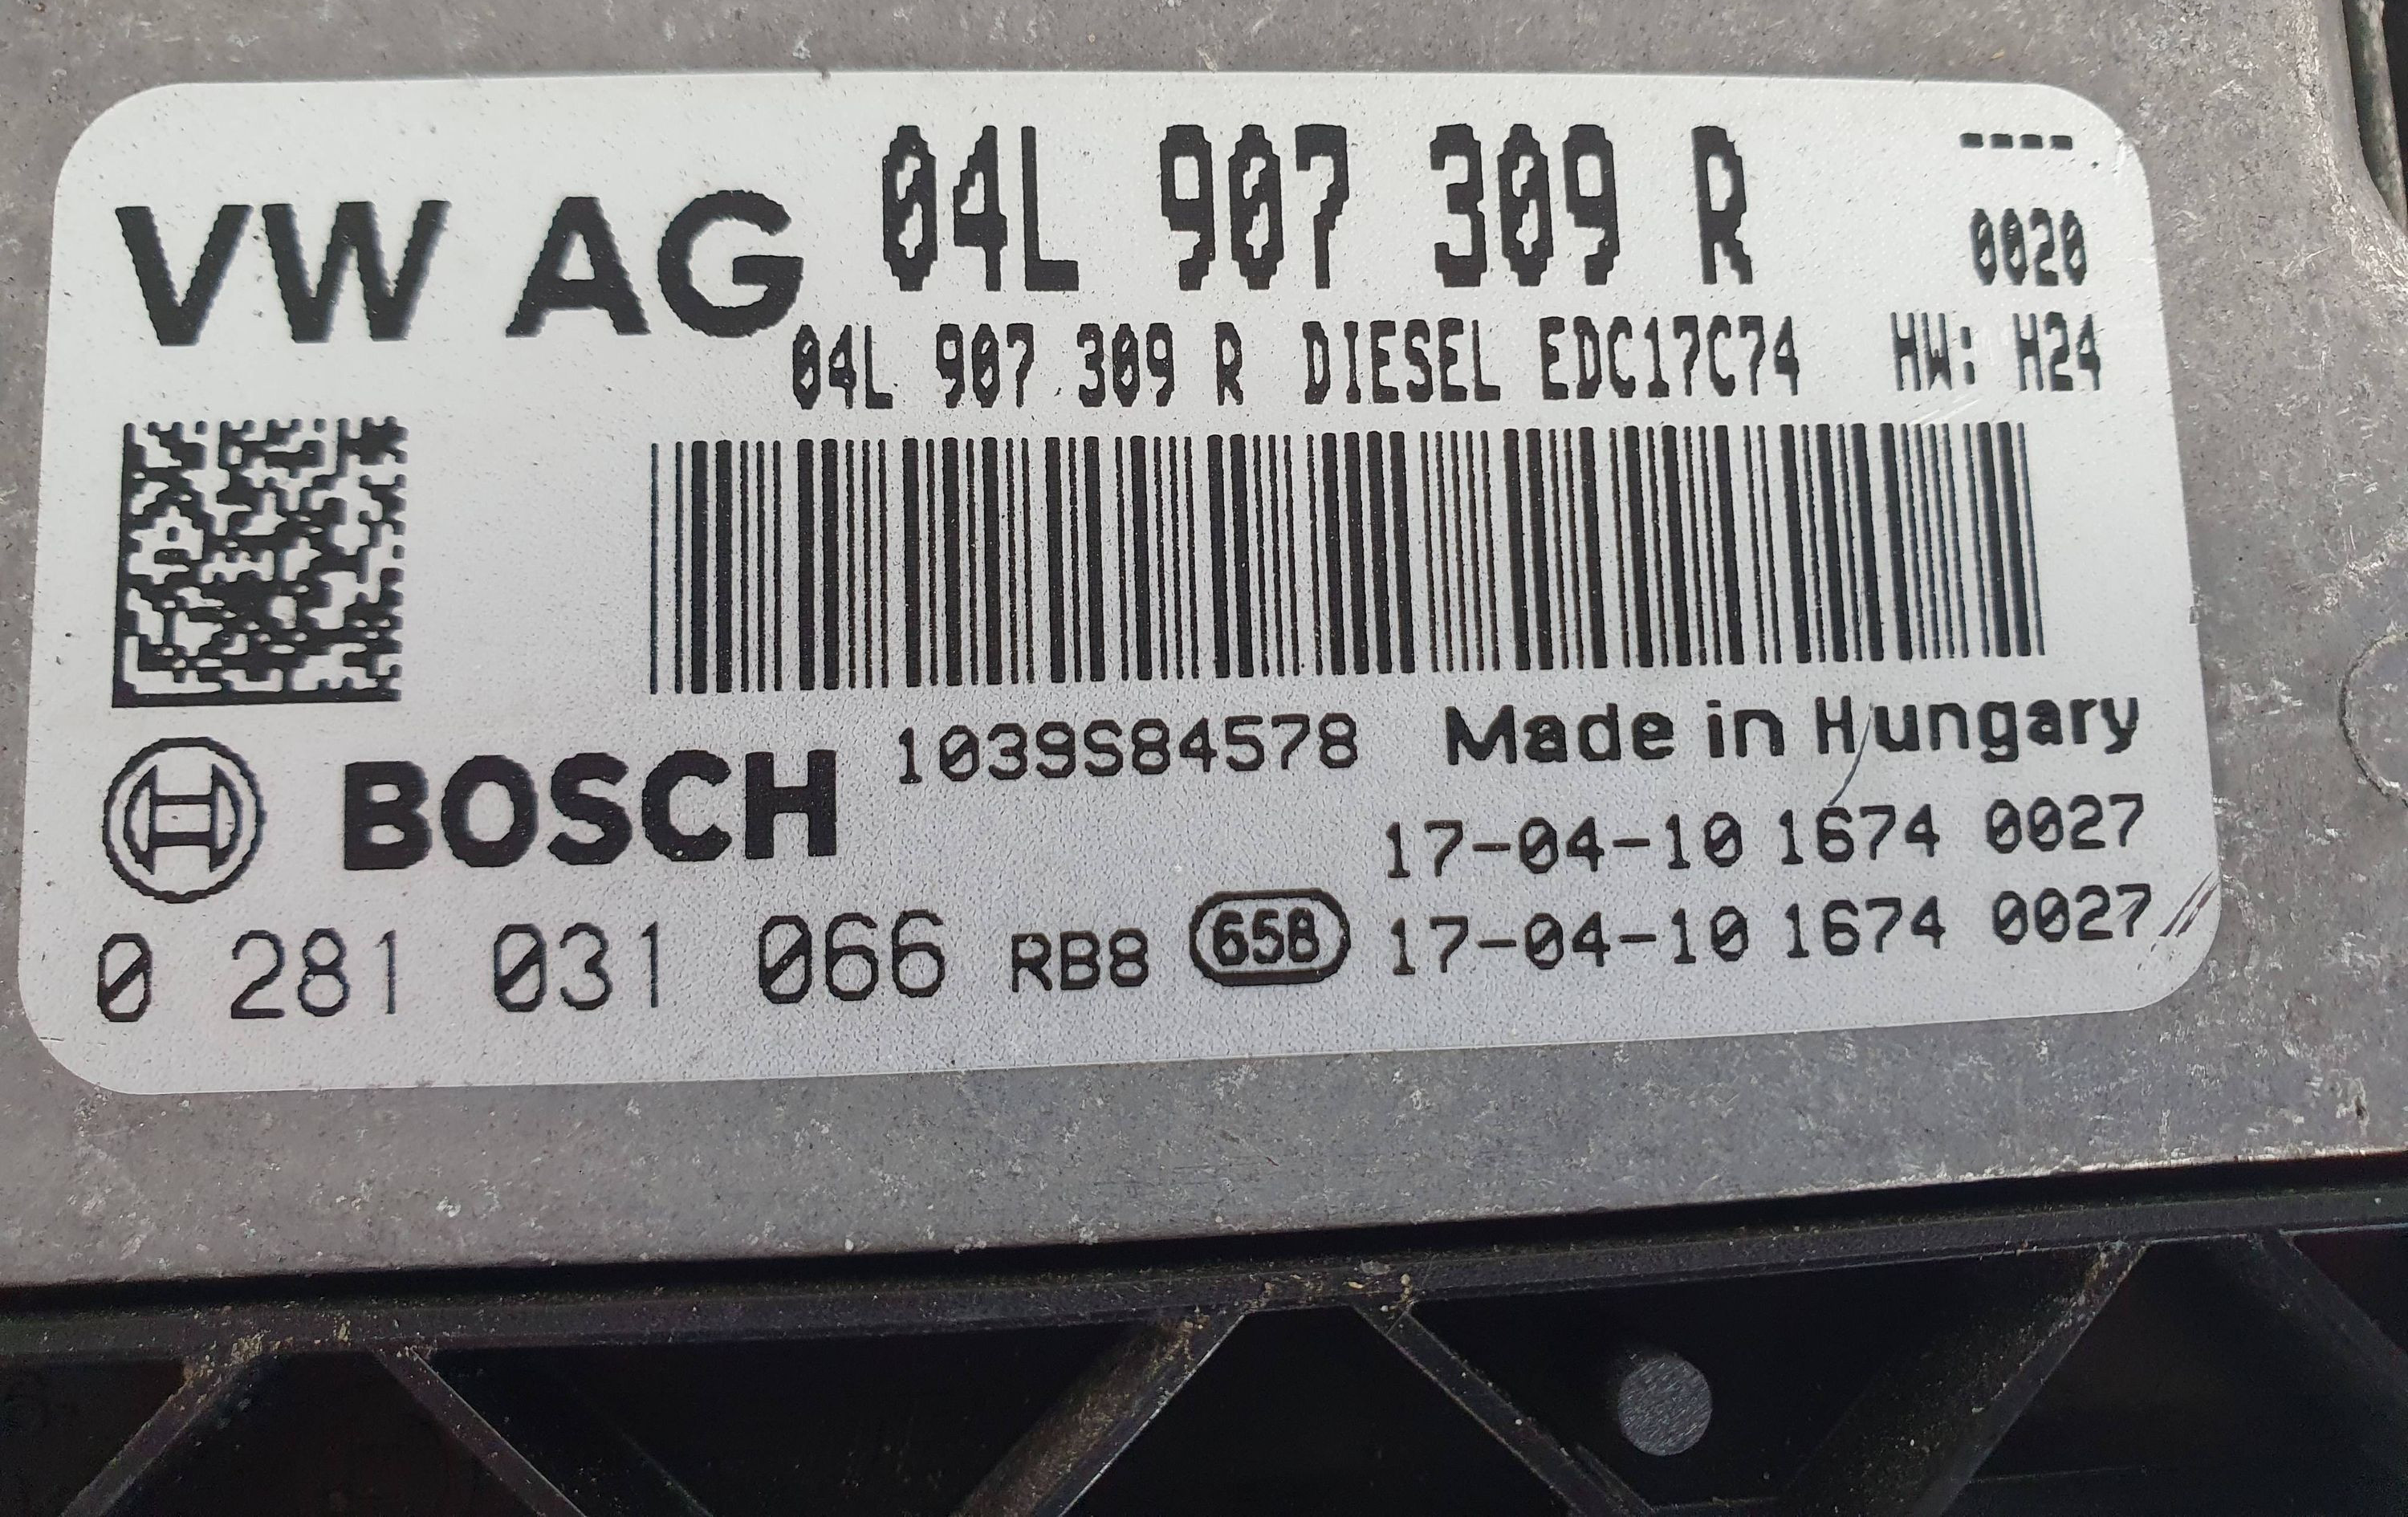 VW AG 04L 907 309 R ----
0020
04L 907 309 R DIESEL EDC17C74 HW: H24
BOSCH 1039S84578 Made in Hungary
17-04-10 1674 0027
0 281 031 066 RB8 658 17-04-10 1674 0027